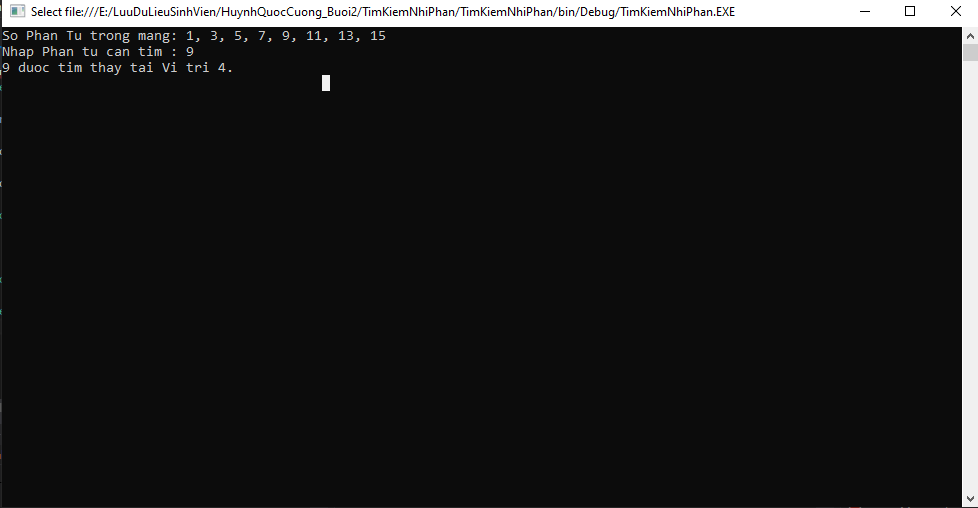 Select file:///E:/LuuDuLieuSinhVien/HuynhQuocCuong_Buoi2/TimKiemNhiPhan/TimKiemNhiPhan/bin/Debug/TimKiemNhiPhan.EXE
So Phan Tu trong mang: 1, 3, 5, 7, 9, 11, 13, 15
Nhap Phan tu can tim : 9
9 duoc tim thay tai Vi tri 4.